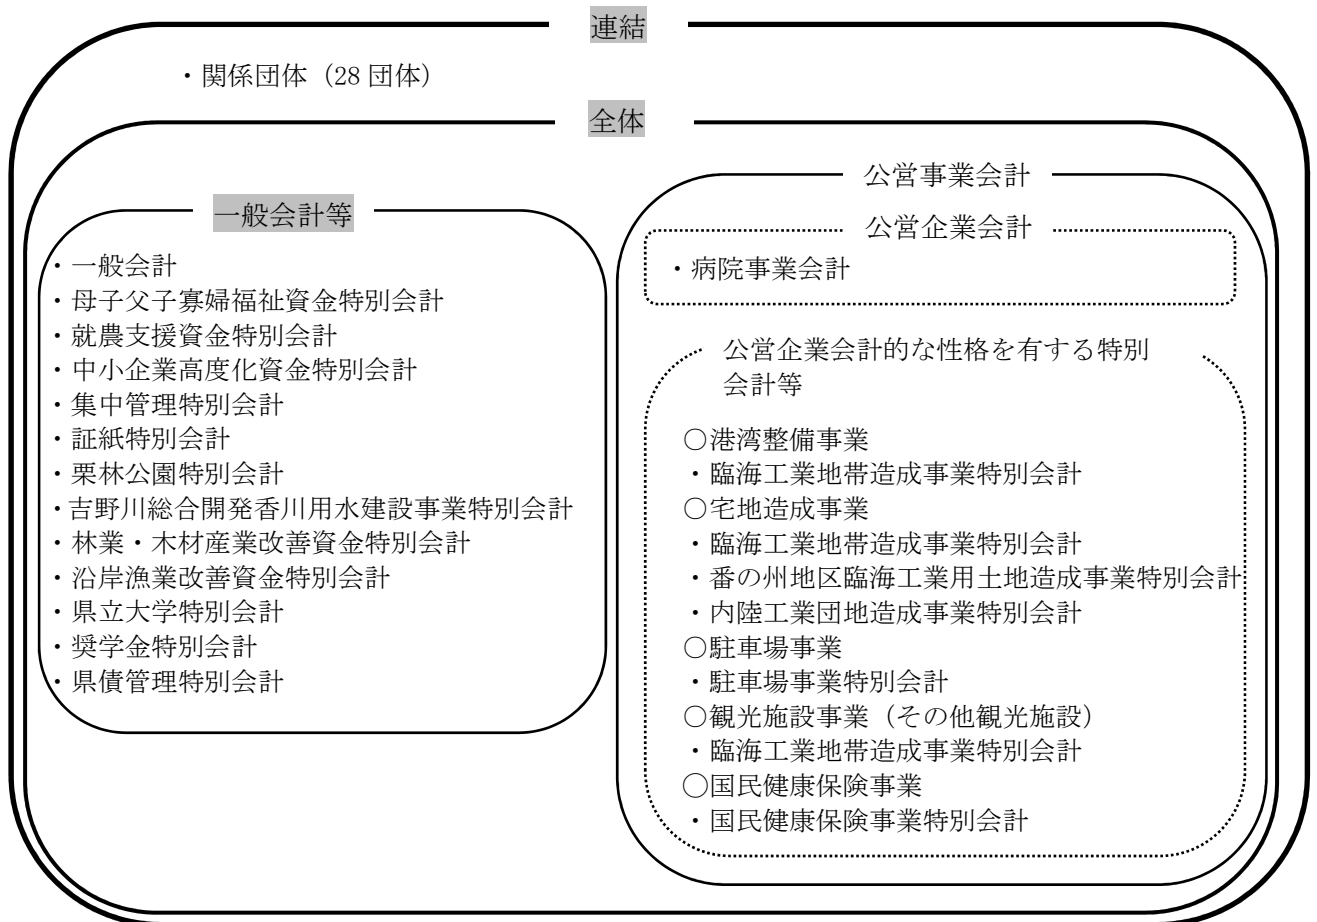 連結
・関係団体（28 団体）
全体
一般会計等
・一般会計
・母子父子寡婦福祉資金特別会計
・就農支援資金特別会計
・中小企業高度化資金特別会計
・集中管理特別会計
・証紙特別会計
・栗林公園特別会計
・吉野川総合開発香川用水建設事業特別会計
・林業・木材産業改善資金特別会計
・沿岸漁業改善資金特別会計
・県立大学特別会計
・奨学金特別会計
・県債管理特別会計
公営事業会計
公営企業会計
・病院事業会計
公営企業会計的な性格を有する特別
会計等
○港湾整備事業
・臨海工業地帯造成事業特別会計
○宅地造成事業
・臨海工業地帯造成事業特別会計
・番の州地区臨海工業用土地造成事業特別会計
・内陸工業団地造成事業特別会計
○駐車場事業
・駐車場事業特別会計
○観光施設事業（その他観光施設）
・臨海工業地帯造成事業特別会計
○国民健康保険事業
・国民健康保険事業特別会計